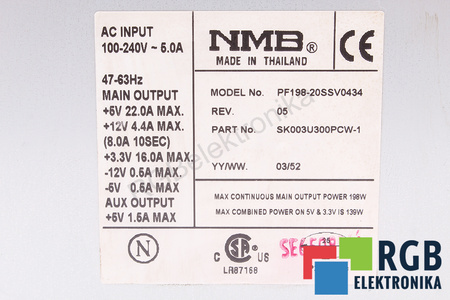 AC INPUT
100-240V ~ 5.0A
47-63Hz
MAIN OUTPUT
+5V 22.0A MAX.
+12V 4.4A MAX.
(8.0A 10SEC)
+3.3V 16.0A MAX.
-12V 0.5A MAX.
-5V 0.5A MAX.
AUX OUTPUT
+5V 1.5A MAX.
N
NMB®
MADE IN THAILAND
CE
MODEL No. PF198-20SSV0434
REV. 05
PART No. SK003U300PCW-1
YY/WW. 03/52
MAX CONTINUOUS MAIN OUTPUT POWER 198W
MAX COMBINED POWER ON 5V & 3.3V IS 139W
C US
LR87168
RGB
ELEKTRONIKA